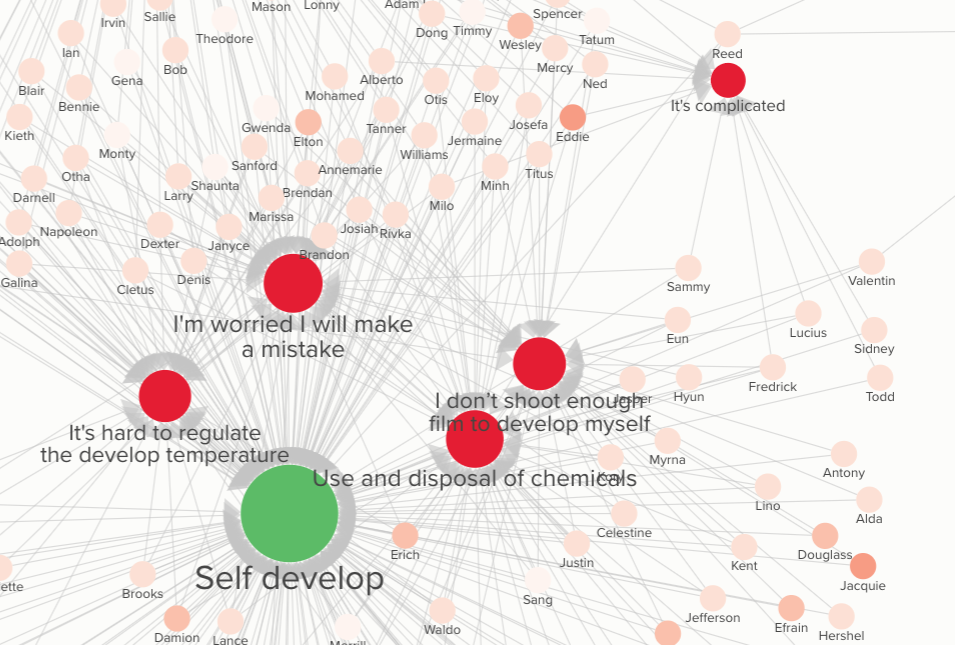 Adam
Mason
Lonny
Spencer
Irvin
Sallie
Dong
Timmy
Theodore
Wesley
Tatum
Ian
Reed
Bob
Mercy
Gena
Alberto
Ned
Blair
Mohamed
Otis
Eloy
Bennie
It's complicated
Gwenda
Tanner
Josefa
Kieth
Elton
Jermaine
Eddie
Monty
Williams
Sanford
Annemarie
Otha
Titus
Shaunta
Minh
Darnell
Larry
Brendan
Milo
Marissa
Napoleon
Josiah
Rivka
Adolph
Dexter
Janyce
Brandon
Galina
Denis
Cletus
Sammy
Valentin
I'm worried I will make
a mistake
Eun
Lucius
Sidney
Fredrick
I don't shoot enough
film to develop myself
Hyun
Todd
It's hard to regulate
the develop temperature
Myrna
Use and disposal of chemicals
Antony
Lino
Alda
Celestine
Erich
Douglass
Justin
Kent
Self develop
Jacquie
ette
Brooks
Sang
Jefferson
Efrain
Waldo
Hershel
Damion
Lance